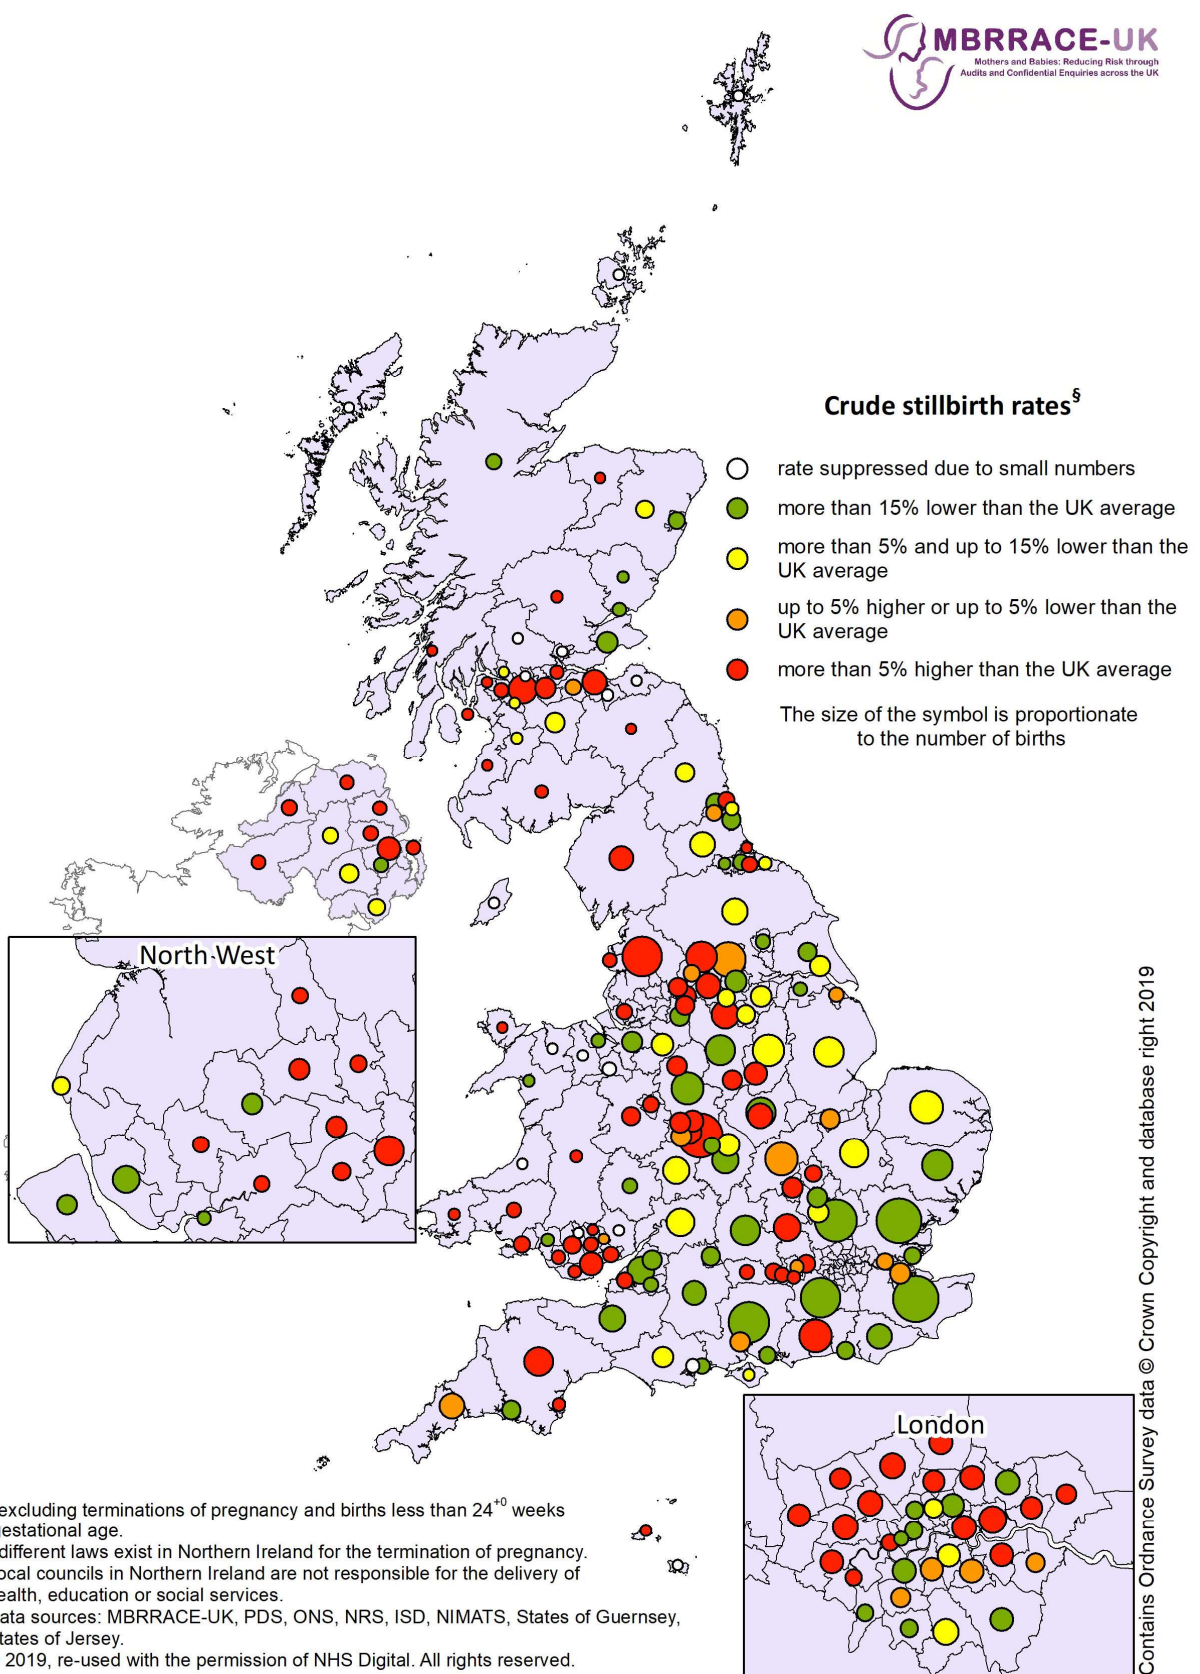 MBRRACE-UK
Mothers and Babies: Reducing Risk through
Audits and Confidential Enquiries across the UK
Crude stillbirth rates§
rate suppressed due to small numbers
more than 15% lower than the UK average
more than 5% and up to 15% lower than the
UK average
up to 5% higher or up to 5% lower than the
UK average
more than 5% higher than the UK average
The size of the symbol is proportionate
to the number of births
North West
London
excluding terminations of pregnancy and births less than 24+0 weeks
gestational age.
different laws exist in Northern Ireland for the termination of pregnancy.
ocal councils in Northern Ireland are not responsible for the delivery of
ealth, education or social services.
ata sources: MBRRACE-UK, PDS, ONS, NRS, ISD, NIMATS, States of Guernsey,
tates of Jersey.
2019, re-used with the permission of NHS Digital. All rights reserved.
Contains Ordnance Survey data © Crown Copyright and database right 2019